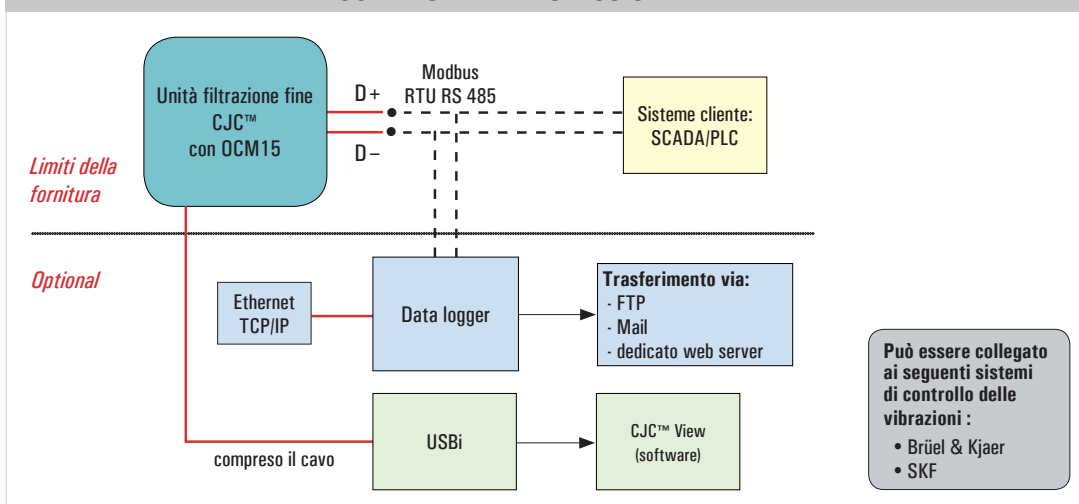 Unità filtrazione fine
CJC™
con OCM15
D+
D–
Modbus
RTU RS 485
Sisteme cliente:
SCADA/PLC
Limiti della
fornitura
Optional
Ethernet
TCP/IP
Data logger
Trasferimento via:
- FTP
- Mail
- dedicato web server
compreso il cavo
USBi
CJC™ View
(software)
Può essere collegato
ai seguenti sistemi
di controllo delle
vibrazioni :
• Brüel & Kjaer
• SKF